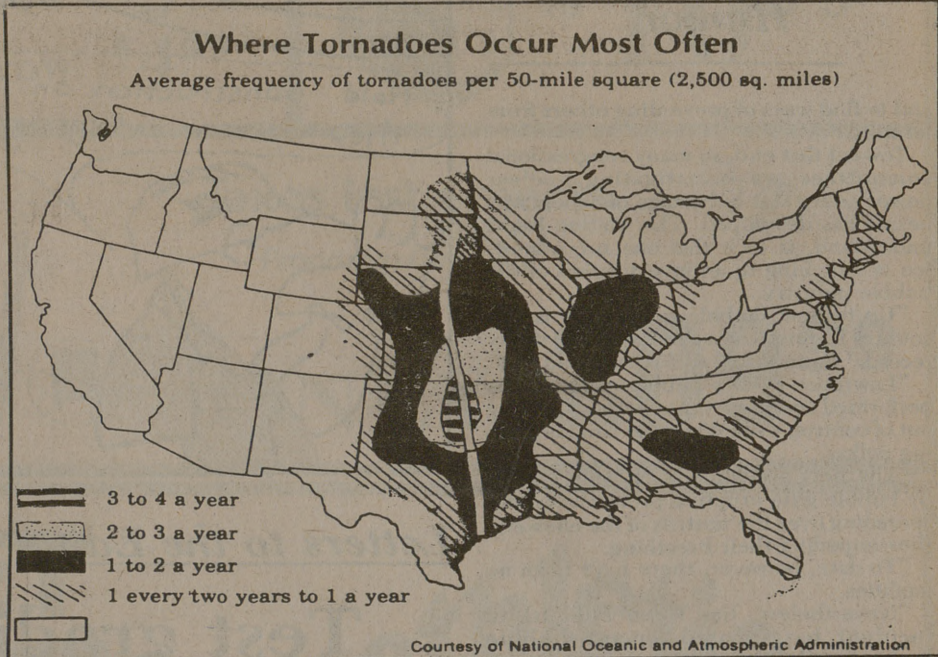 Where Tornadoes Occur Most Often
Average frequency of tornadoes per 50-mile square (2,500 sq. miles)
3 to 4 a year
2 to 3 a year
1 to 2 a year
1 every two years to 1 a year
Courtesy of National Oceanic and Atmospheric Administration